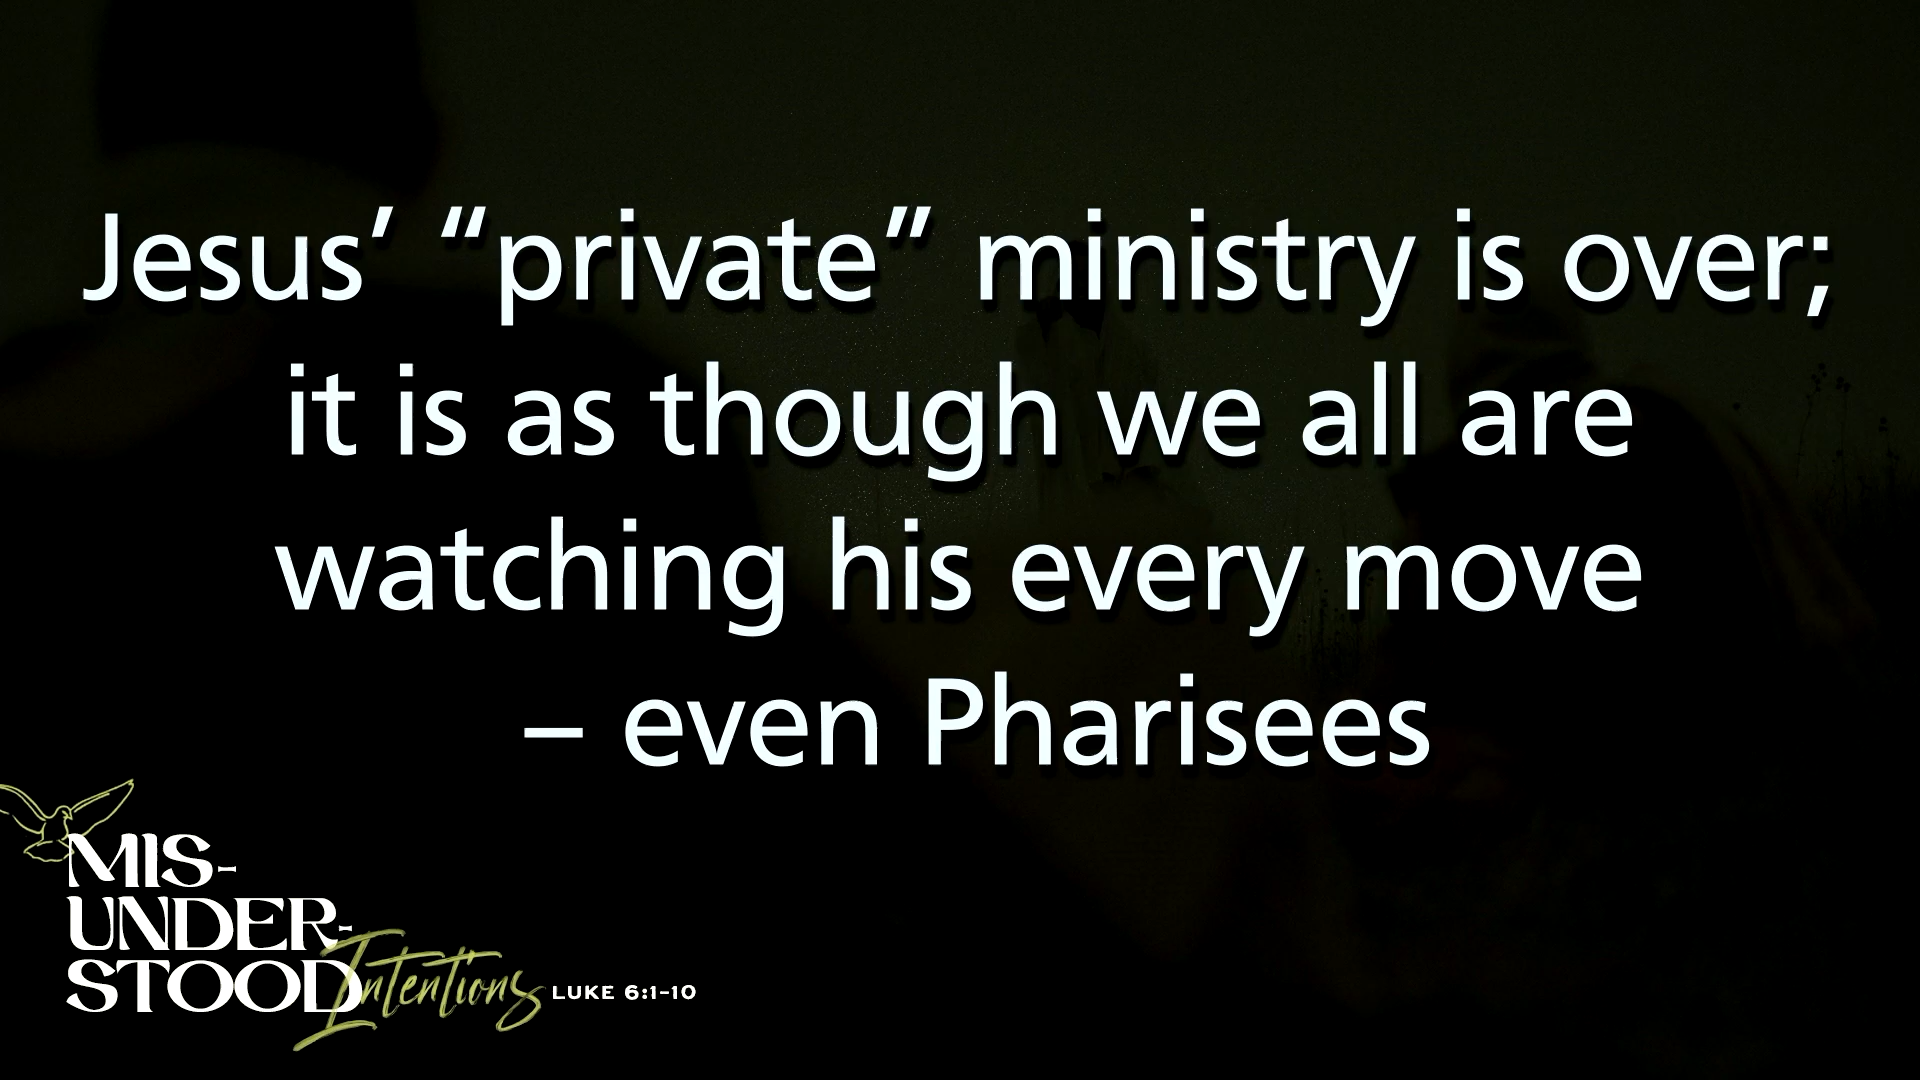 Jesus’ “private” ministry is over;
it is as though we all are
watching his every move
– even Pharisees
MIS-
UNDER-
STOOD Intentions LUKE 6:1-10